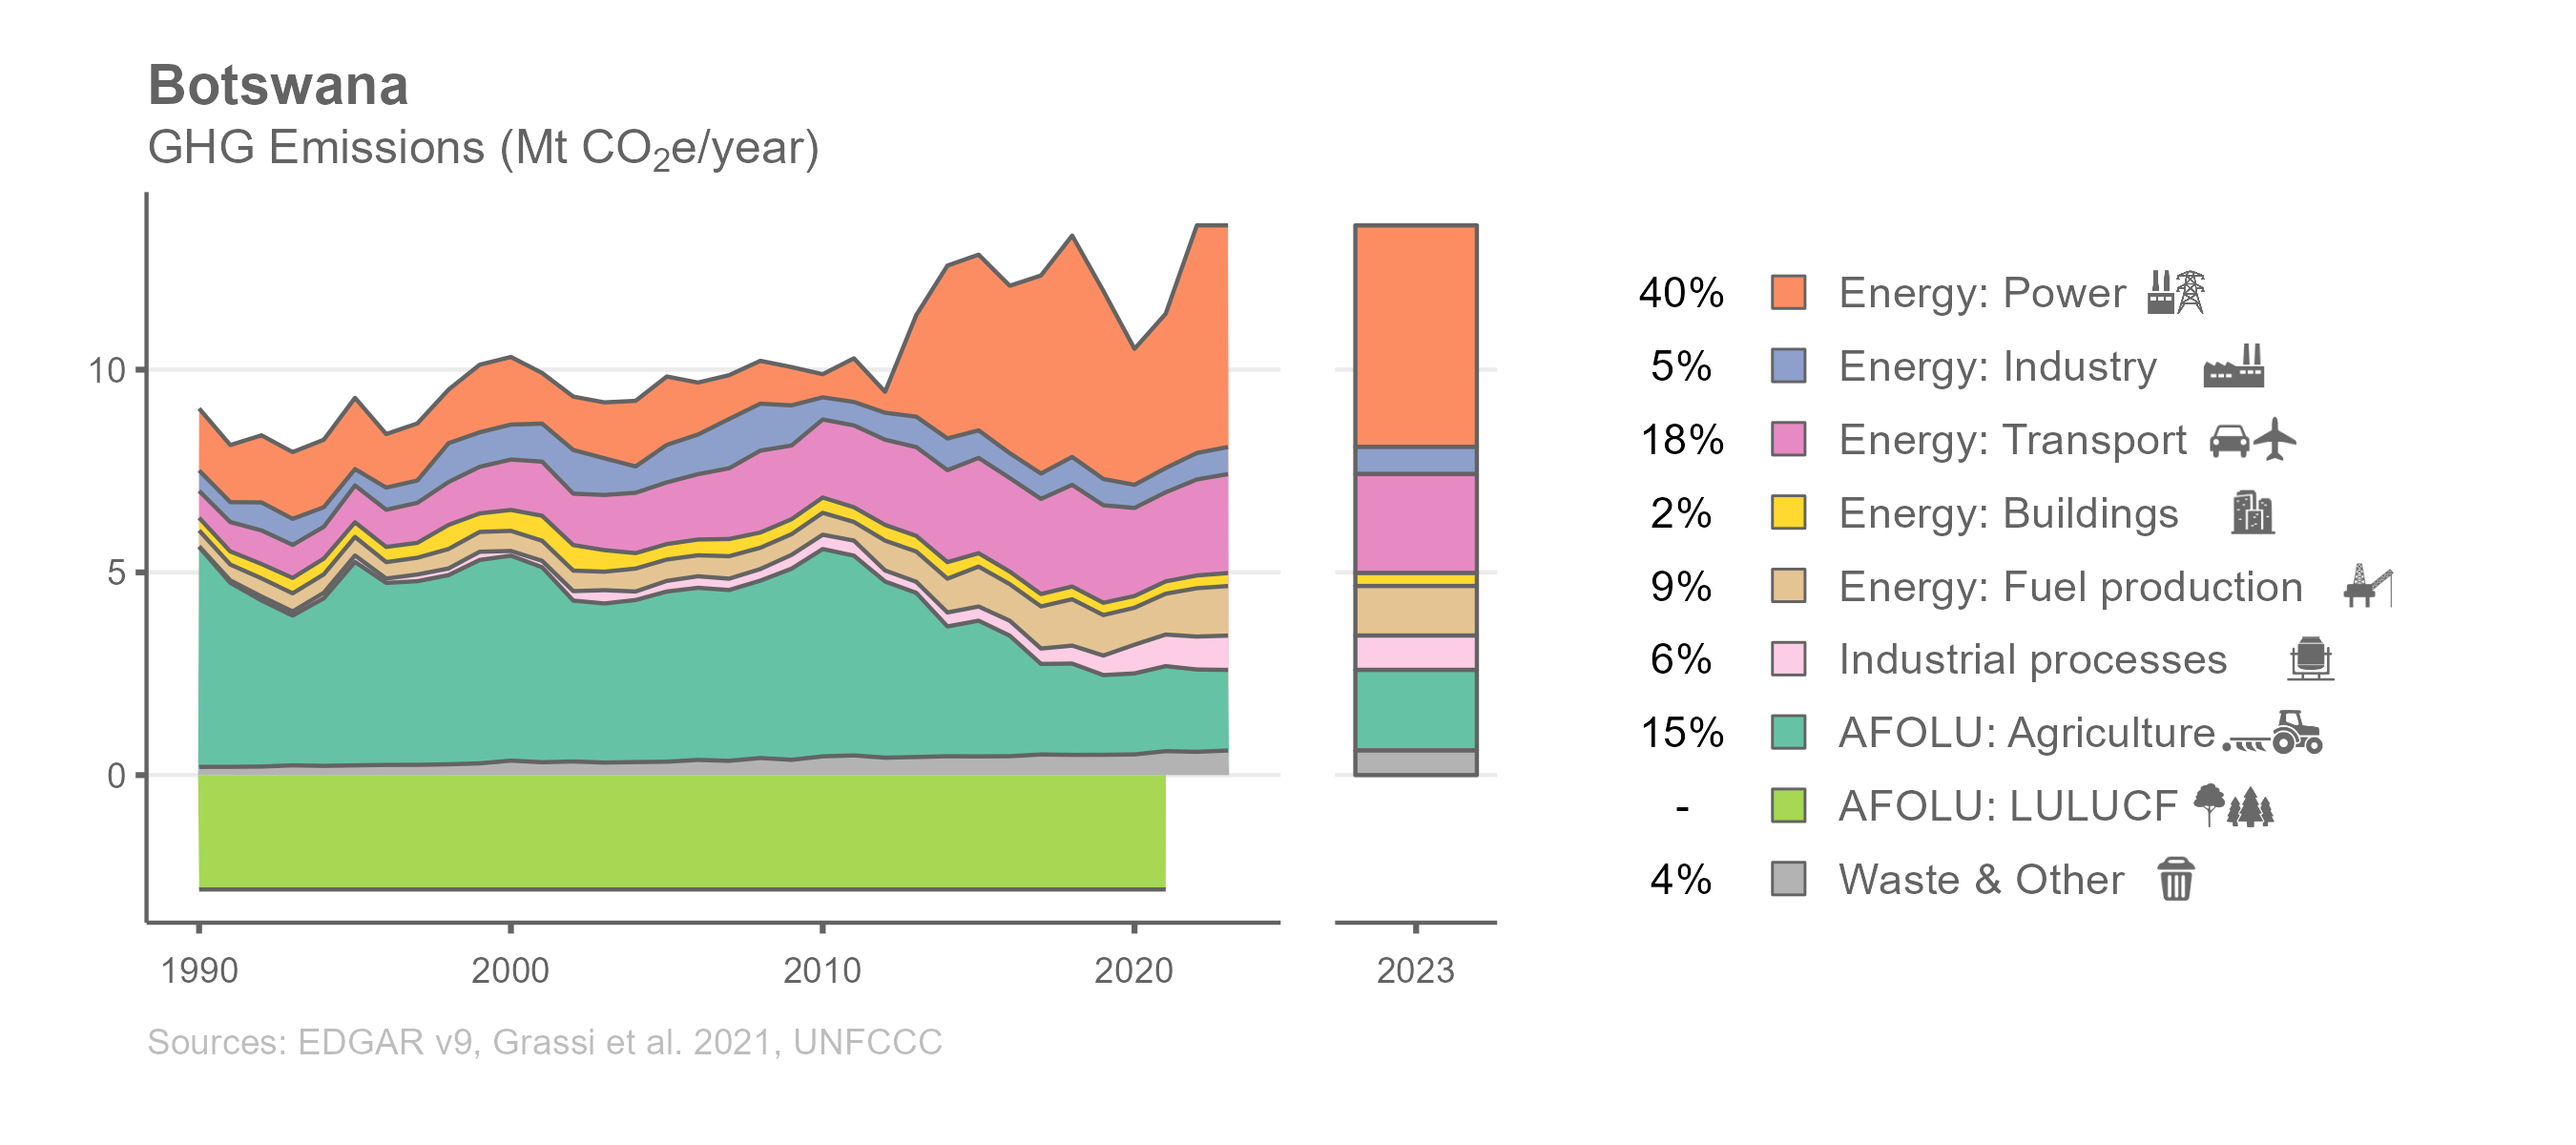 Botswana
GHG Emissions (Mt CO₂e/year)
10
5
0
1990
2000
2010
2020
2023
40% Energy: Power
5% Energy: Industry
18% Energy: Transport
2% Energy: Buildings
9% Energy: Fuel production
6% Industrial processes
15% AFOLU: Agriculture
- AFOLU: LULUCF
4% Waste & Other
Sources: EDGAR v9, Grassi et al. 2021, UNFCCC